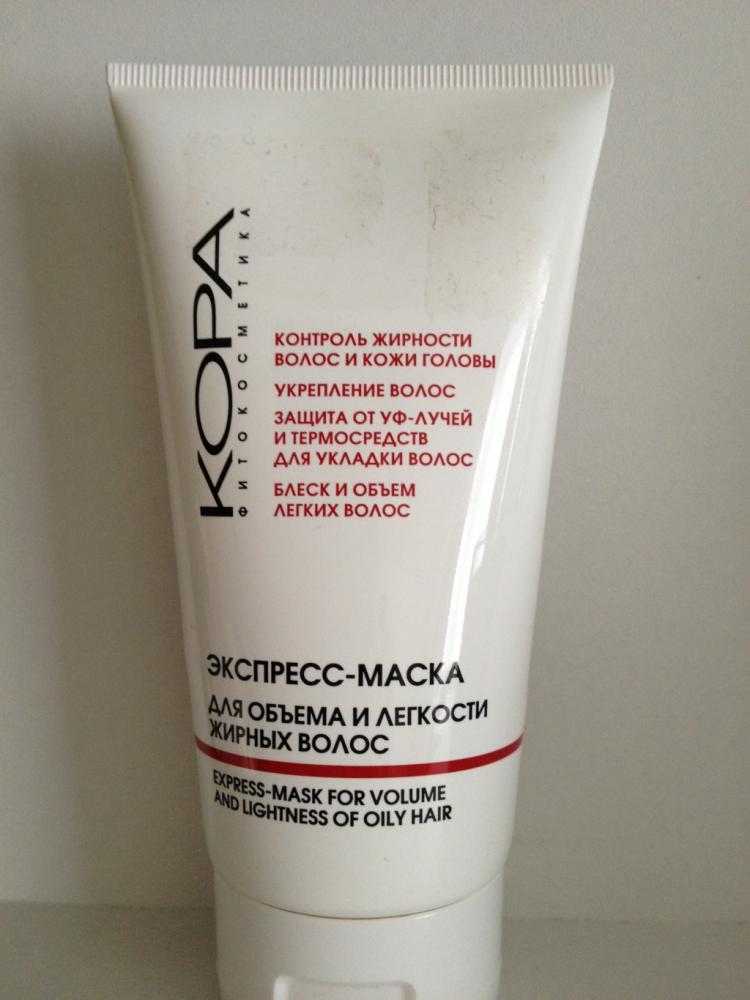 КОРА
ФИТОКОСМЕТИКА
КОНТРОЛЬ ЖИРНОСТИ
ВОЛОС И КОЖИ ГОЛОВЫ
УКРЕПЛЕНИЕ ВОЛОС
ЗАЩИТА ОТ УФ-ЛУЧЕЙ
И ТЕРМОСРЕДСТВ
ДЛЯ УКЛАДКИ ВОЛОС
БЛЕСК И ОБЪЕМ
ЛЕГКИХ ВОЛОС
ЭКСПРЕСС-МАСКА
ДЛЯ ОБЪЕМА И ЛЕГКОСТИ
ЖИРНЫХ ВОЛОС
EXPRESS-MASK FOR VOLUME
AND LIGHTNESS OF OILY HAIR